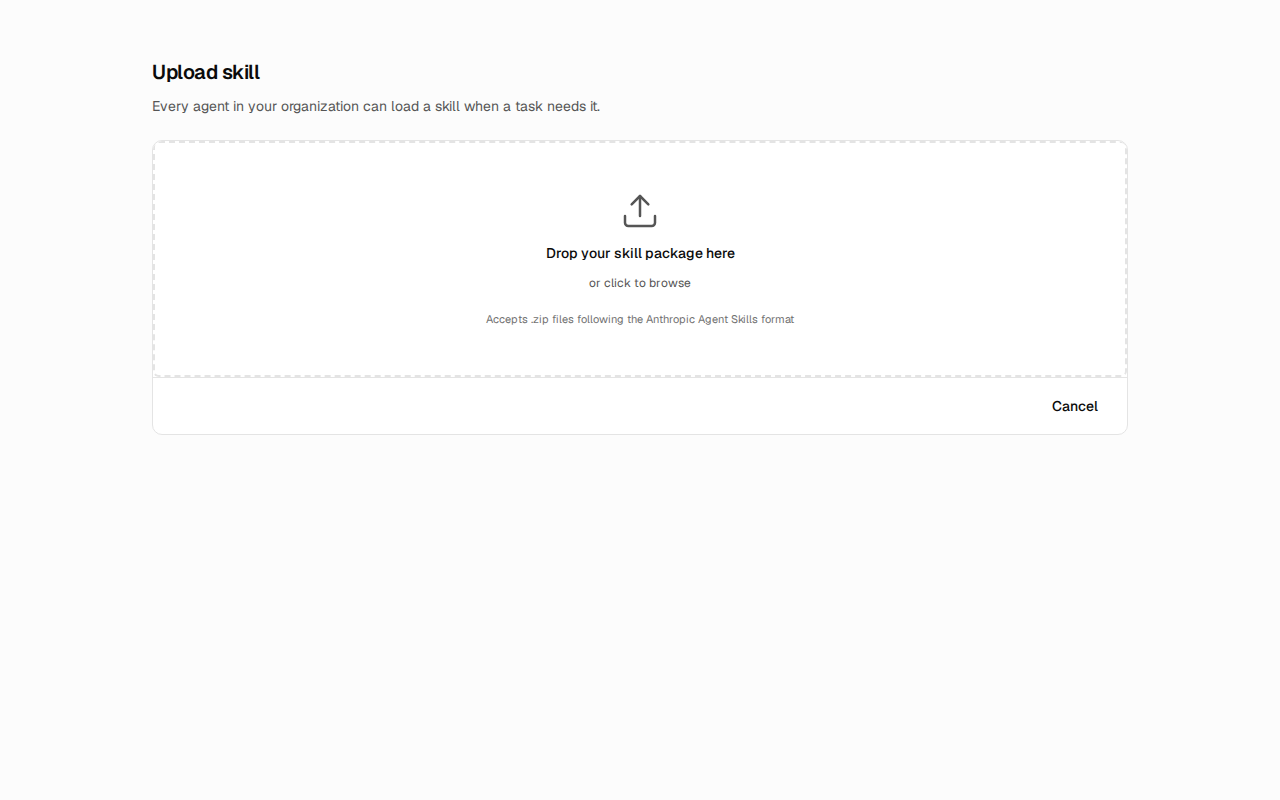 Upload skill
Every agent in your organization can load a skill when a task needs it.
Drop your skill package here
or click to browse
Accepts .zip files following the Anthropic Agent Skills format
Cancel